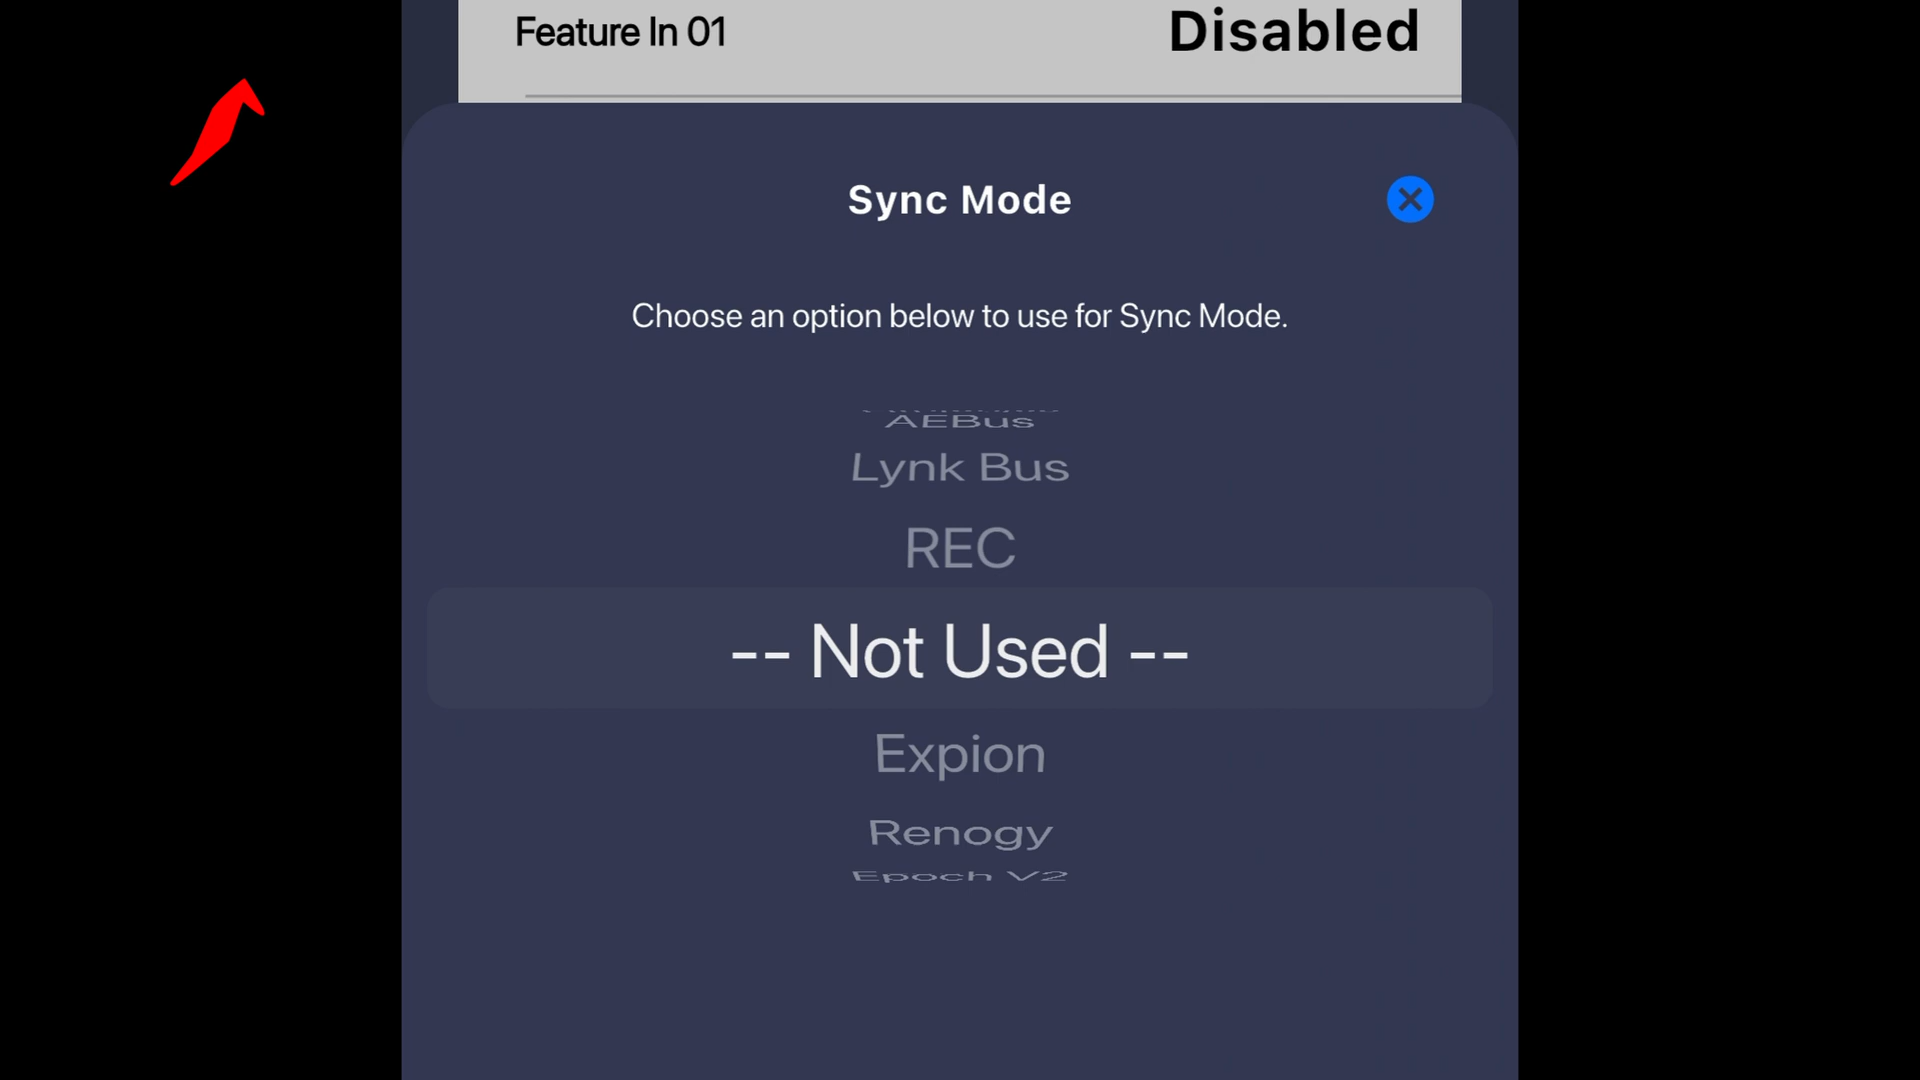 Feature In 01 Disabled
Sync Mode
Choose an option below to use for Sync Mode.
AEBus
Lynk Bus
REC
-- Not Used --
Expion
Renogy
Epoch V2